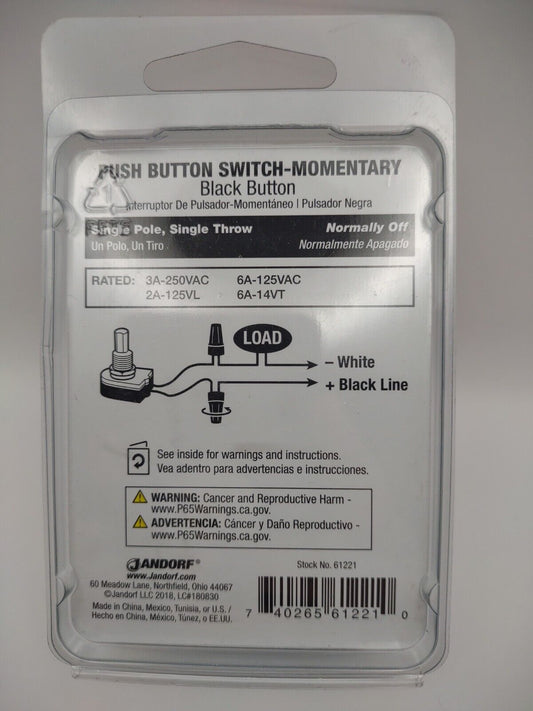 PUSH BUTTON SWITCH-MOMENTARY
Black Button
Interruptor De Pulsador-Momentáneo | Pulsador Negra
Single Pole, Single Throw Normally Off
Un Polo, Un Tiro Normalmente Apagado
RATED: 3A-250VAC 6A-125VAC
2A-125VL 6A-14VT
LOAD
– White
+ Black Line
See inside for warnings and instructions.
Vea adentro para advertencias e instrucciones.
WARNING: Cancer and Reproductive Harm -
www.P65Warnings.ca.gov.
ADVERTENCIA: Cáncer y Daño Reproductivo -
www.P65Warnings.ca.gov.
JANDORF®
www.Jandorf.com
60 Meadow Lane, Northfield, Ohio 44067
©Jandorf LLC 2018, LC#180830
Made in China, Mexico, Tunisia, or U.S. /
Hecho en China, México, Túnez, o EE.UU.
Stock No. 61221
7 40265 61221 0